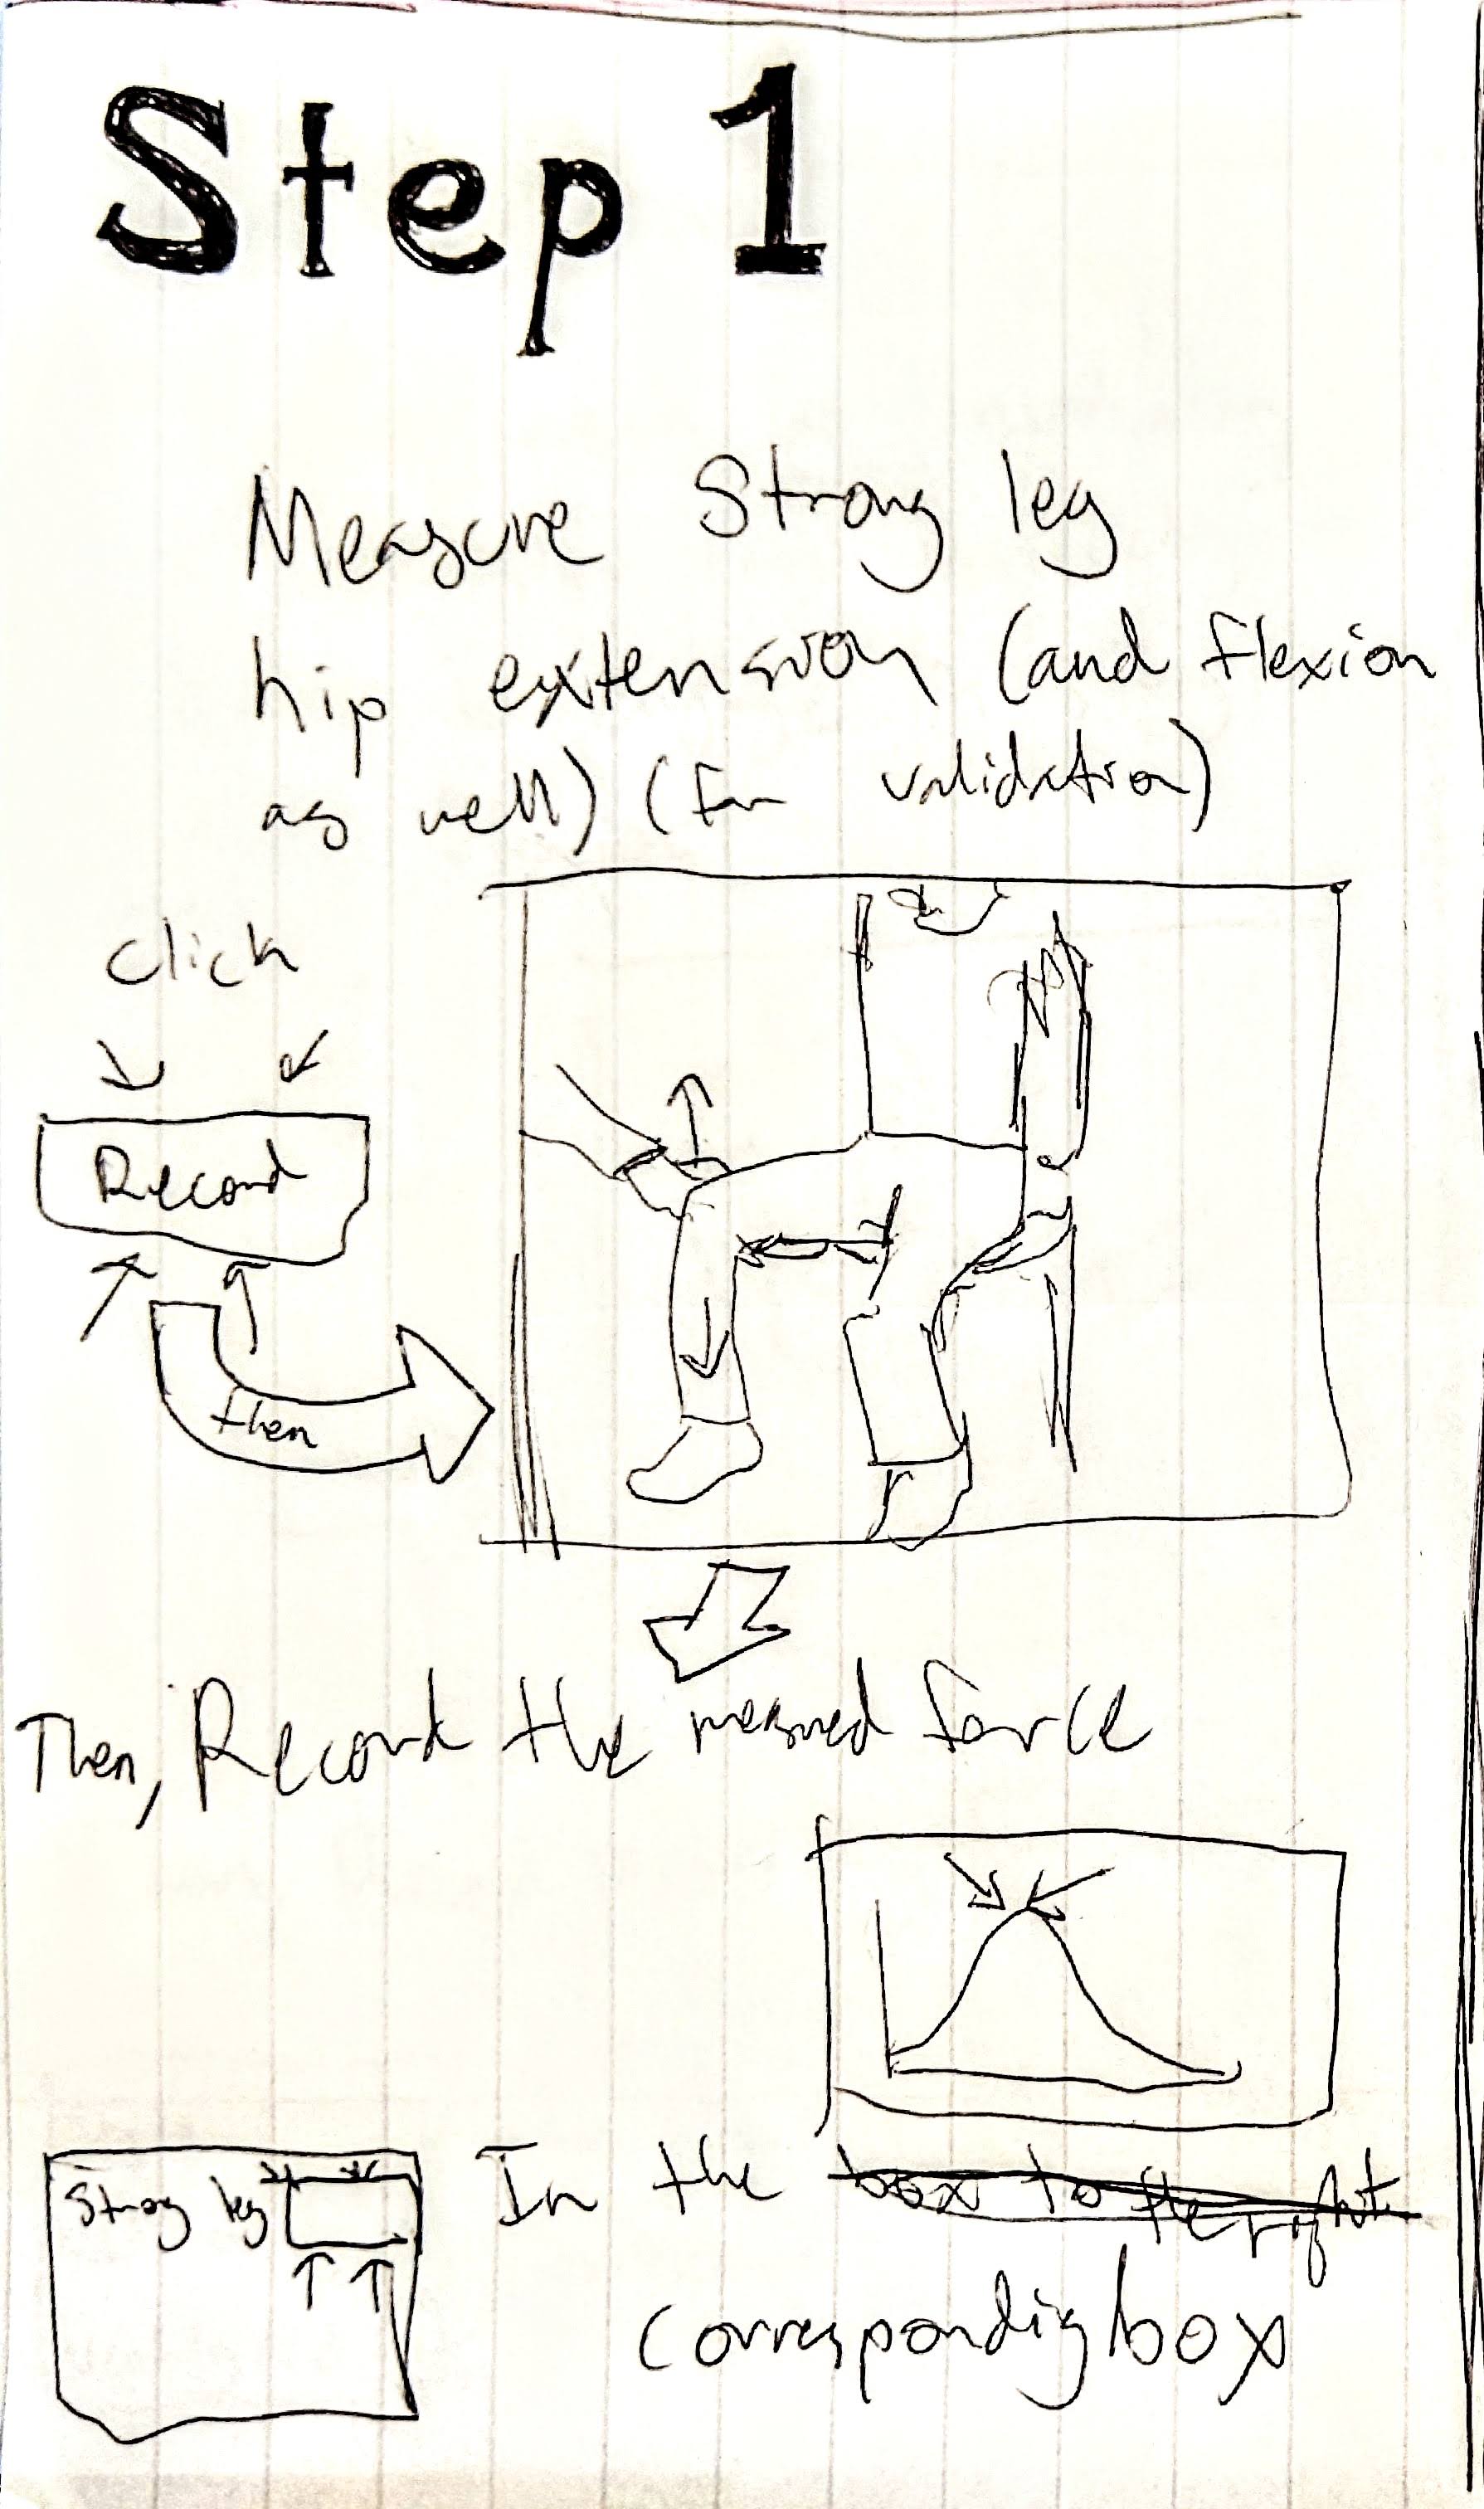 Step 1
Measure Strong leg
hip extension (and flexion
as well) (for validation)
Click
Record
then
Then, Record the measured force
Strong leg
In the box to the right
corresponding box